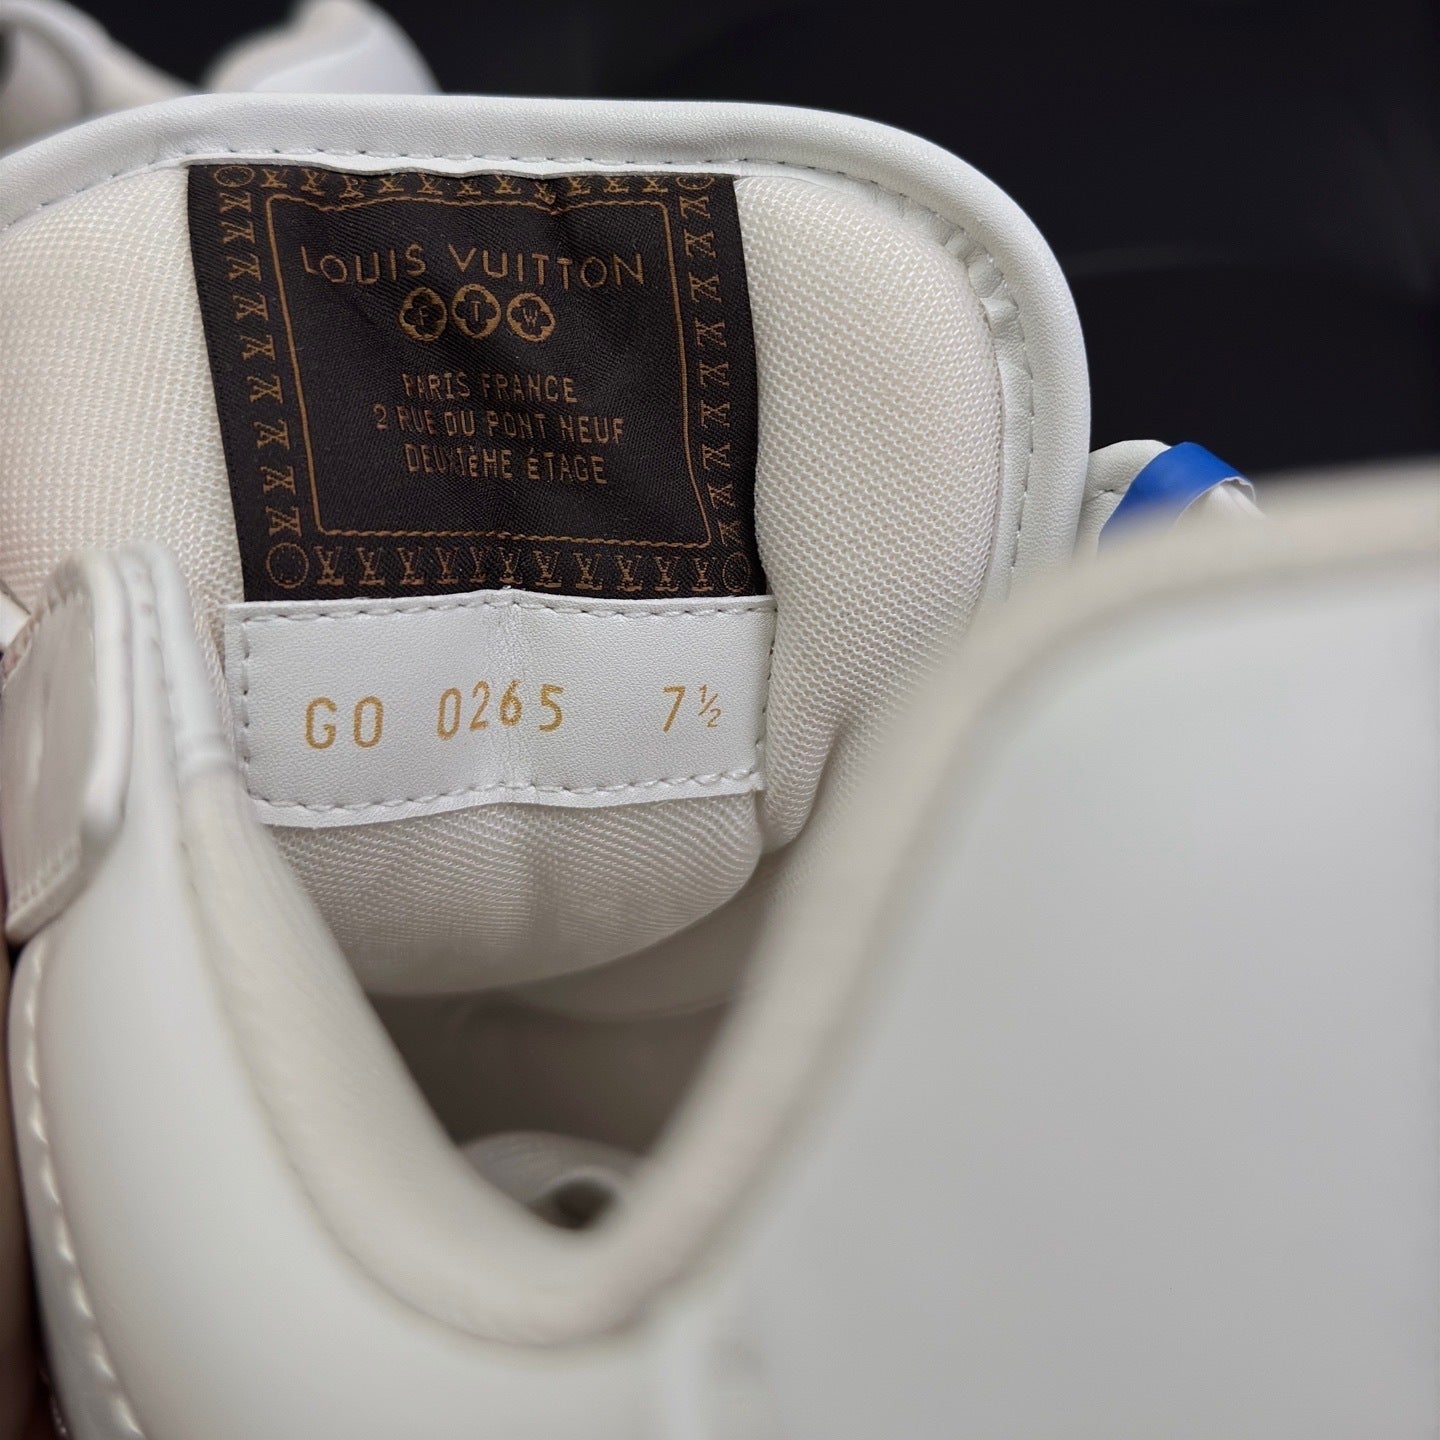 LOUIS VUITTON
F T W
PARIS FRANCE
2 RUE DU PONT NEUF
DEUXIÈME ÉTAGE
GO 0265 7½